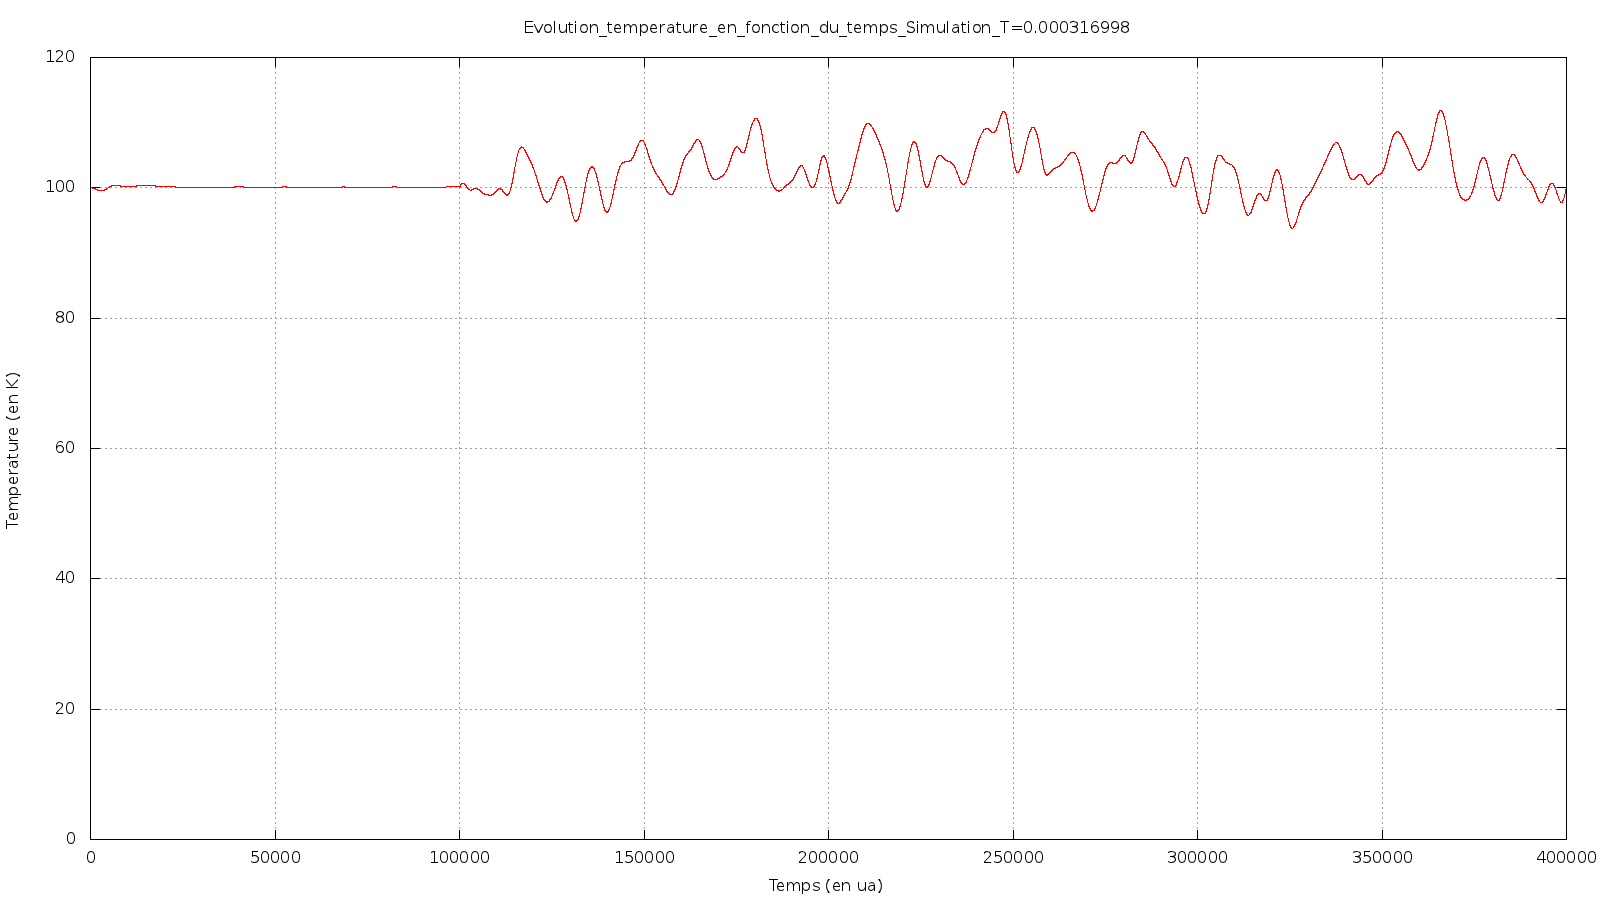 Evolution_temperature_en_fonction_du_temps_Simulation_T=0.000316998
120
100
80
60
40
20
0
Temperature (en K)
0 50000 100000 150000 200000 250000 300000 350000 400000
Temps (en ua)